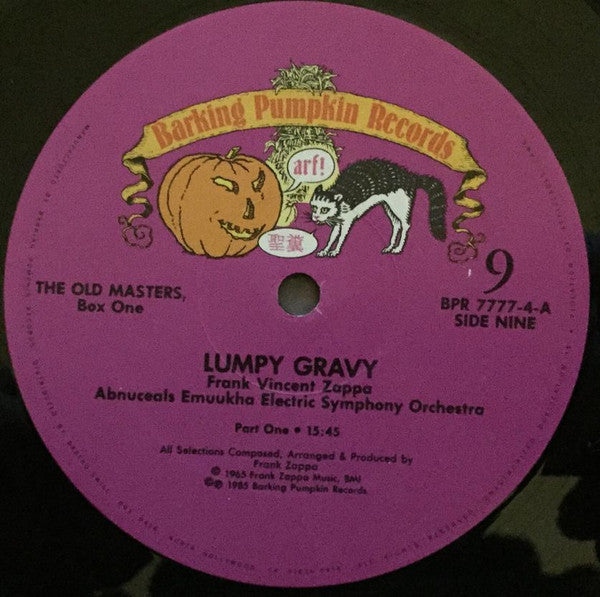 Barking Pumpkin Records
arf!
聖糞
9
THE OLD MASTERS,
Box One
BPR 7777-4-A
SIDE NINE
LUMPY GRAVY
Frank Vincent Zappa
Abnuceals Emuukha Electric Symphony Orchestra
Part One • 15:45
All Selections Composed, Arranged & Produced by
Frank Zappa
© 1965 Frank Zappa Music, BMI
©℗ 1985 Barking Pumpkin Records